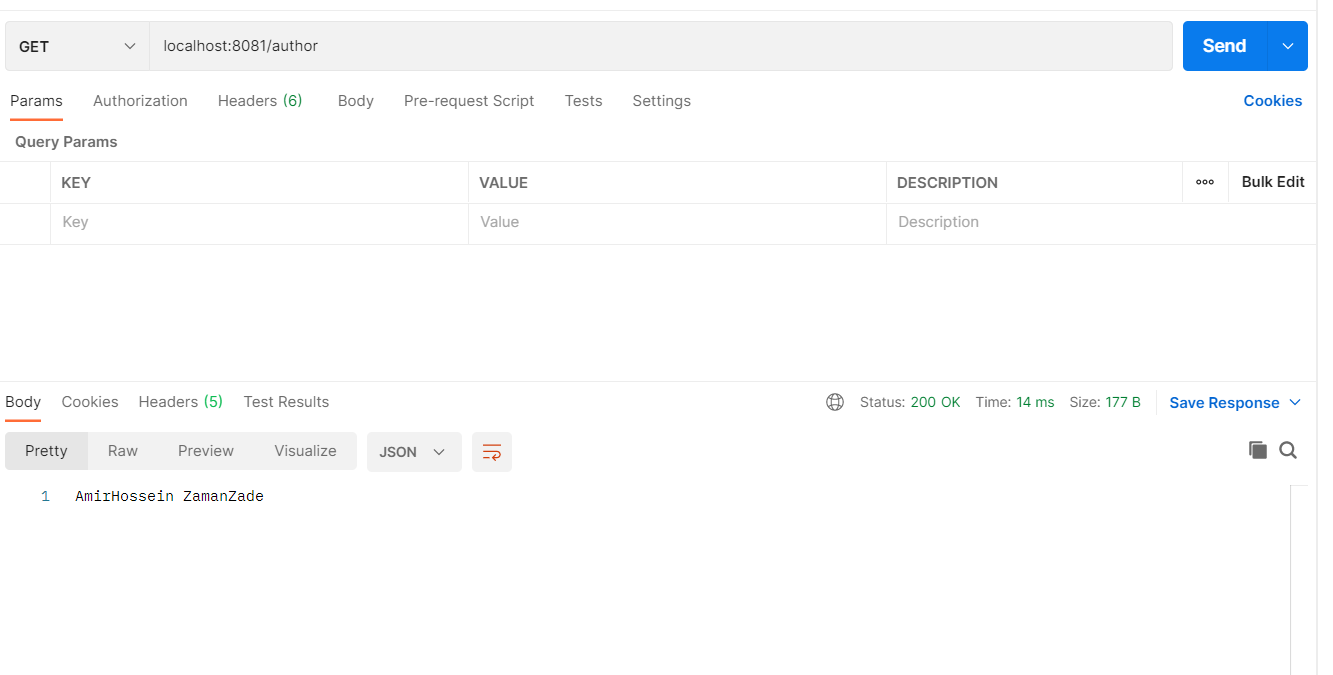 GET localhost:8081/author Send
Params Authorization Headers (6) Body Pre-request Script Tests Settings Cookies
Query Params
KEY VALUE DESCRIPTION Bulk Edit
Key Value Description
Body Cookies Headers (5) Test Results Status: 200 OK Time: 14 ms Size: 177 B Save Response
Pretty Raw Preview Visualize JSON
1 AmirHossein ZamanZade